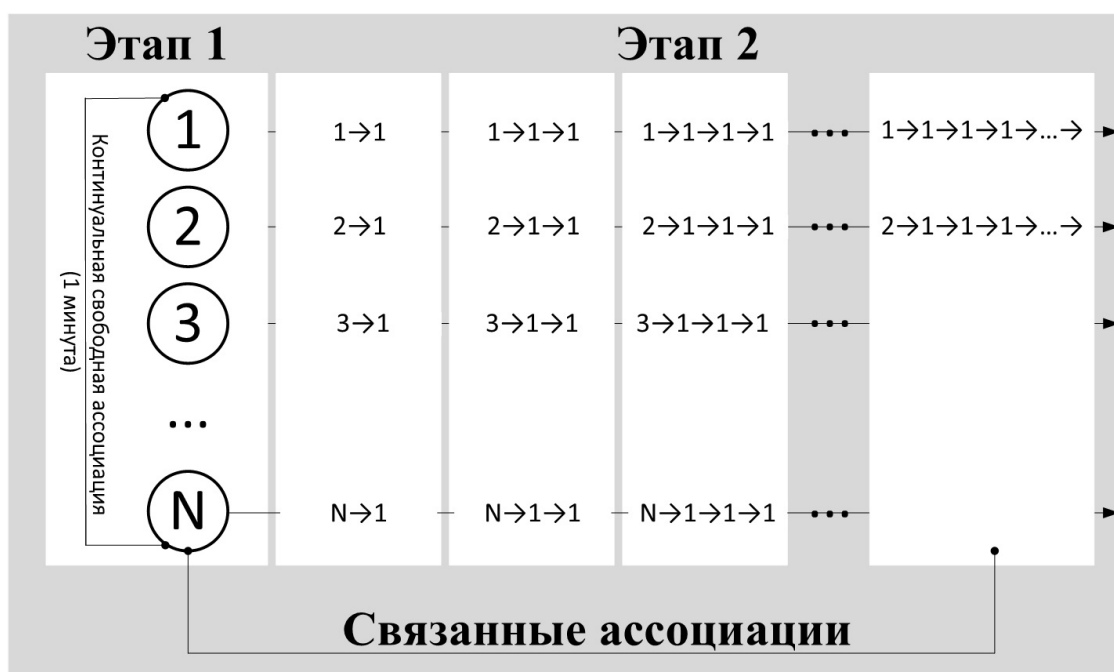 Этап 1
Этап 2
Континуальная свободная ассоциация
(1 минута)
1 1→1 1→1→1 1→1→1→1 ... 1→1→1→1→...→
2 2→1 2→1→1 2→1→1→1 ... 2→1→1→1→...→
3 3→1 3→1→1 3→1→1→1 ...
...
N N→1 N→1→1 N→1→1→1 ...
Связанные ассоциации